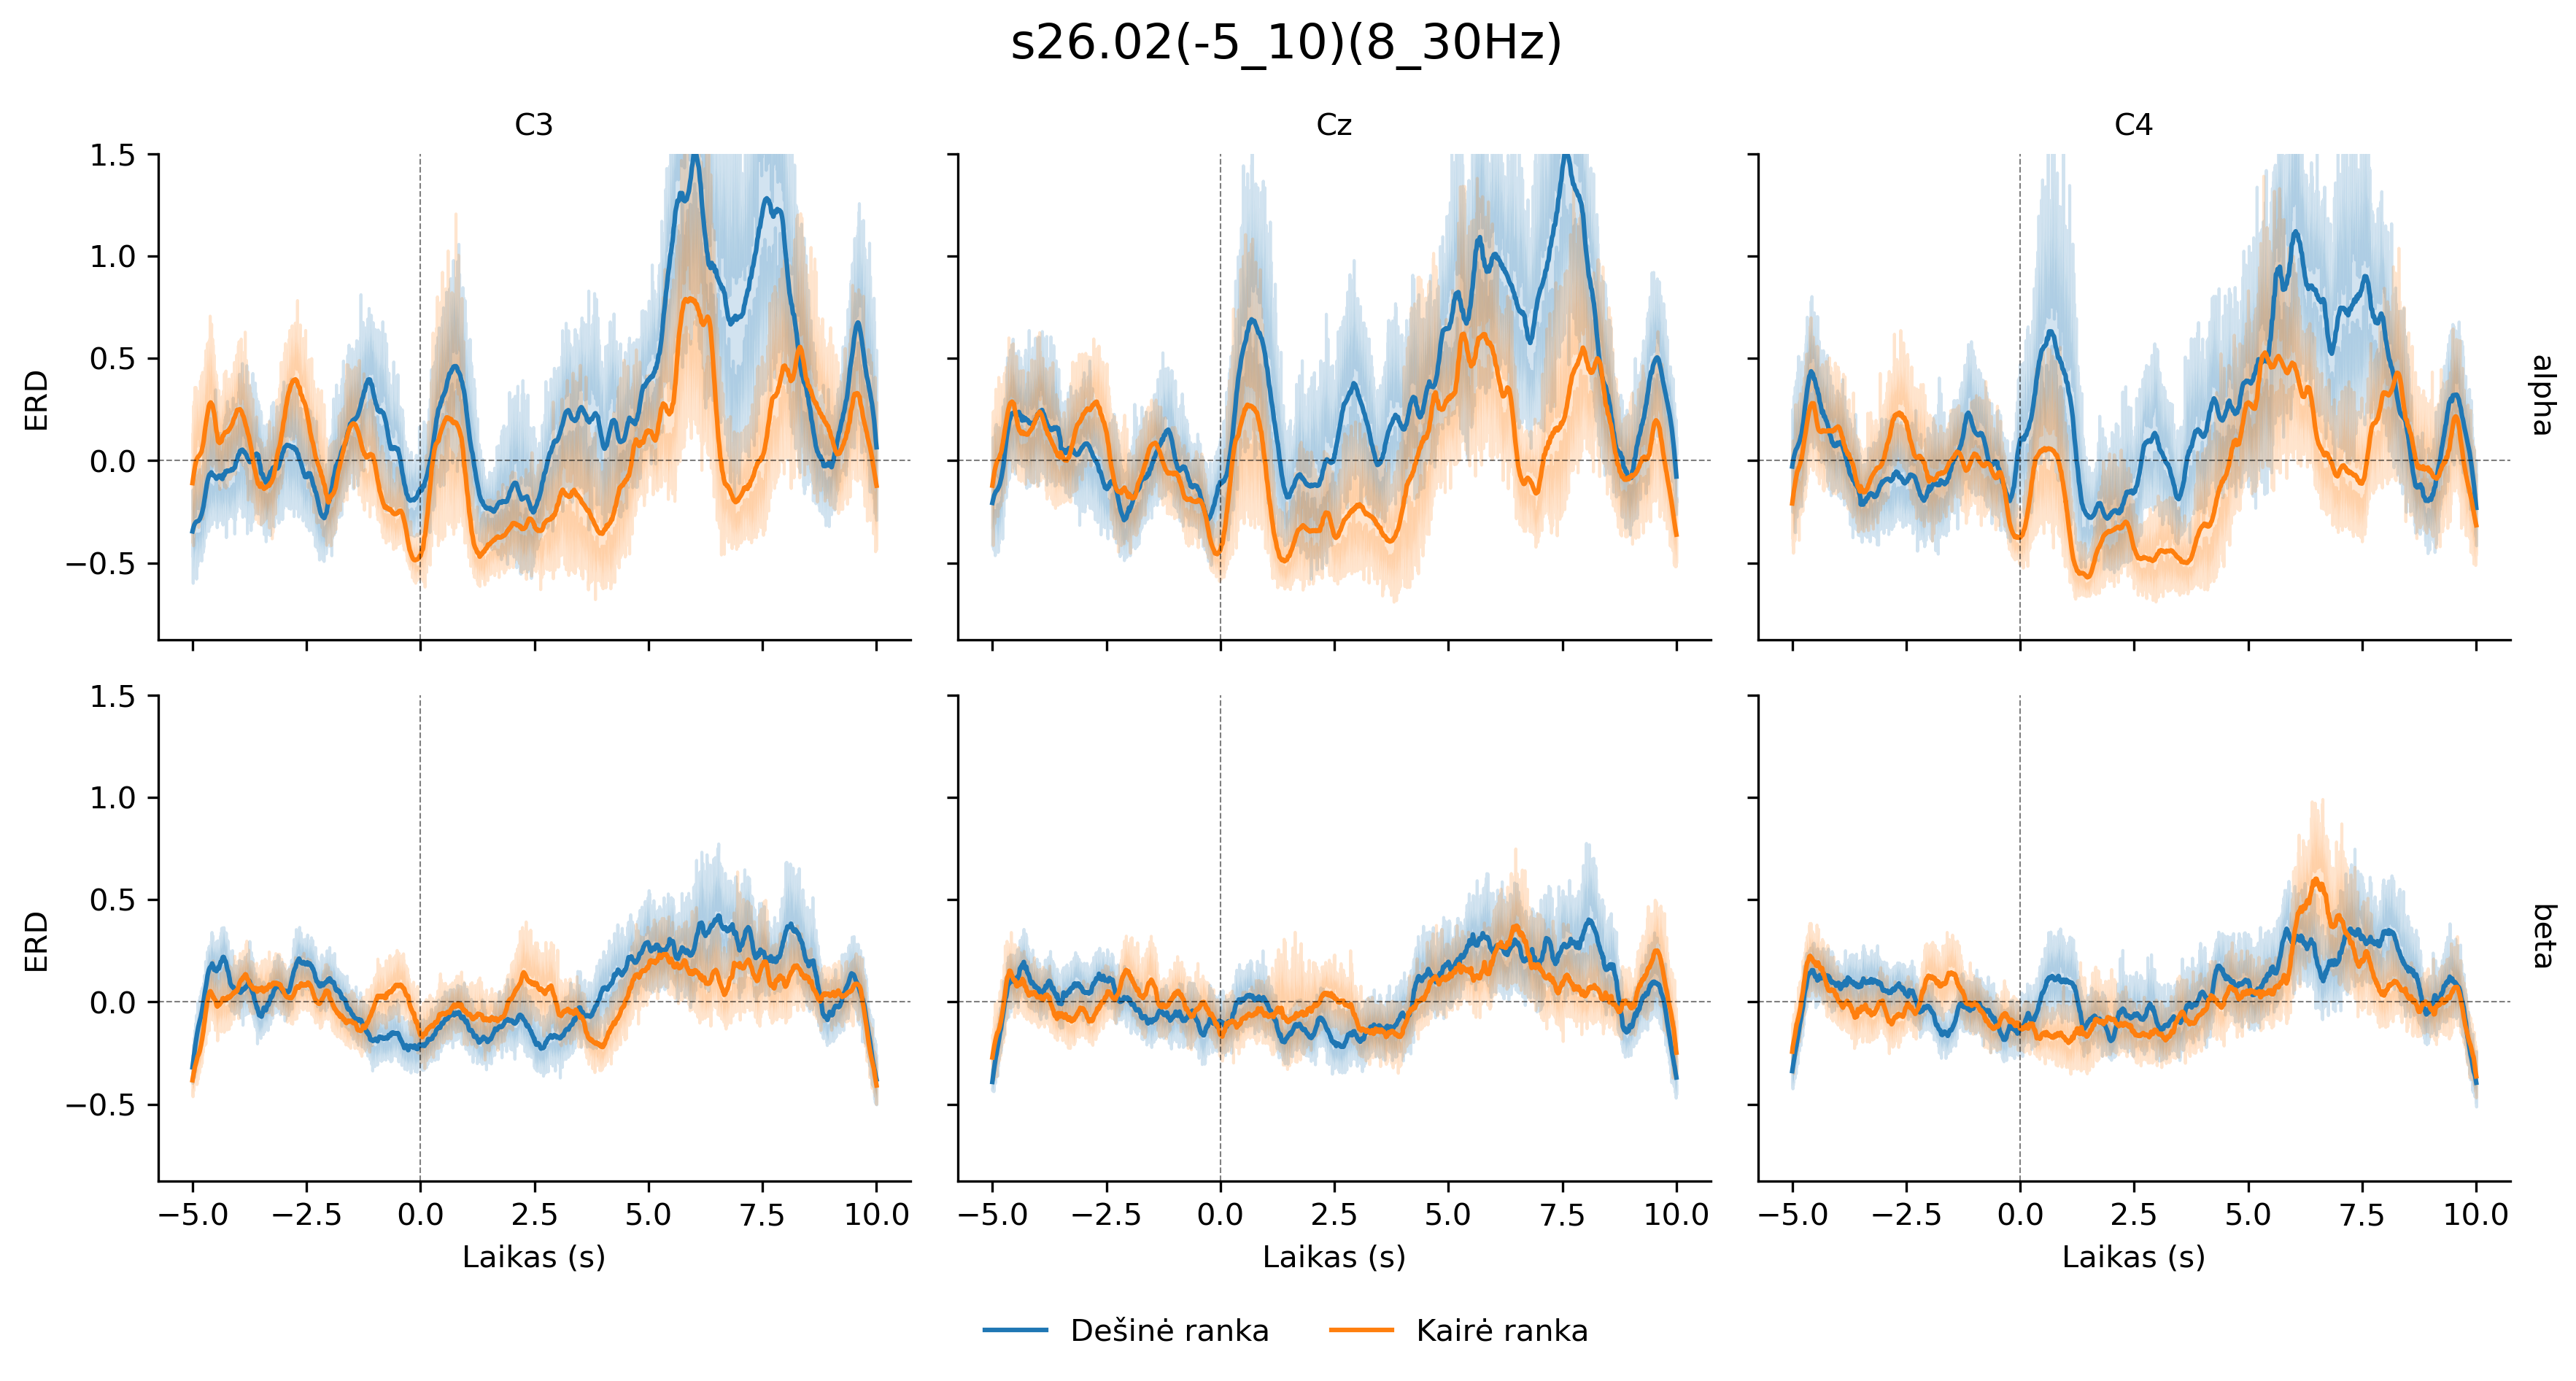 s26.02(-5_10)(8_30Hz)
C3 Cz C4
1.5
1.0
0.5
0.0
−0.5
ERD
alpha
1.5
1.0
0.5
0.0
−0.5
ERD
beta
−5.0 −2.5 0.0 2.5 5.0 7.5 10.0 −5.0 −2.5 0.0 2.5 5.0 7.5 10.0 −5.0 −2.5 0.0 2.5 5.0 7.5 10.0
Laikas (s) Laikas (s) Laikas (s)
Dešinė ranka Kairė ranka